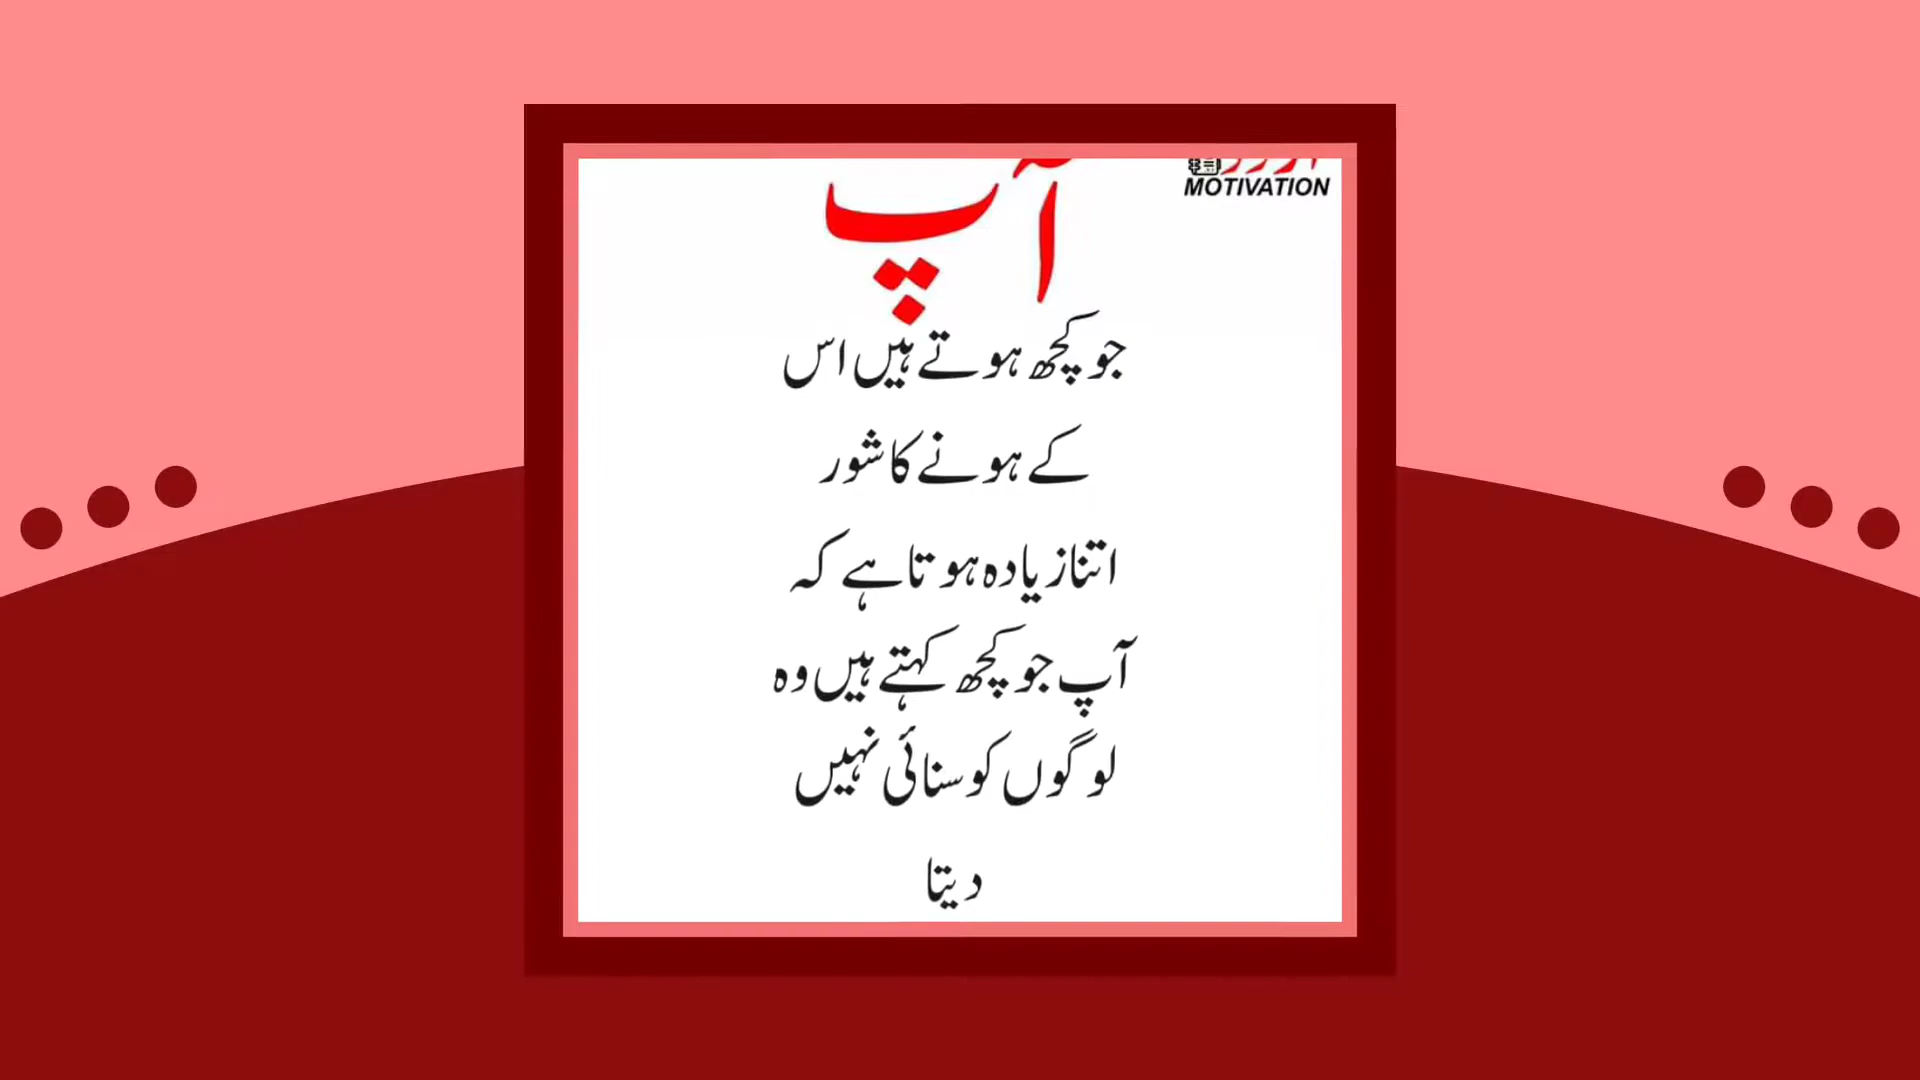 آپ
MOTIVATION
جو کچھ ہوتے ہیں اس
کے ہونے کا شور
اتنا زیادہ ہوتا ہے کہ
آپ جو کچھ کہتے ہیں وہ
لوگوں کو سنائی نہیں
دیتا